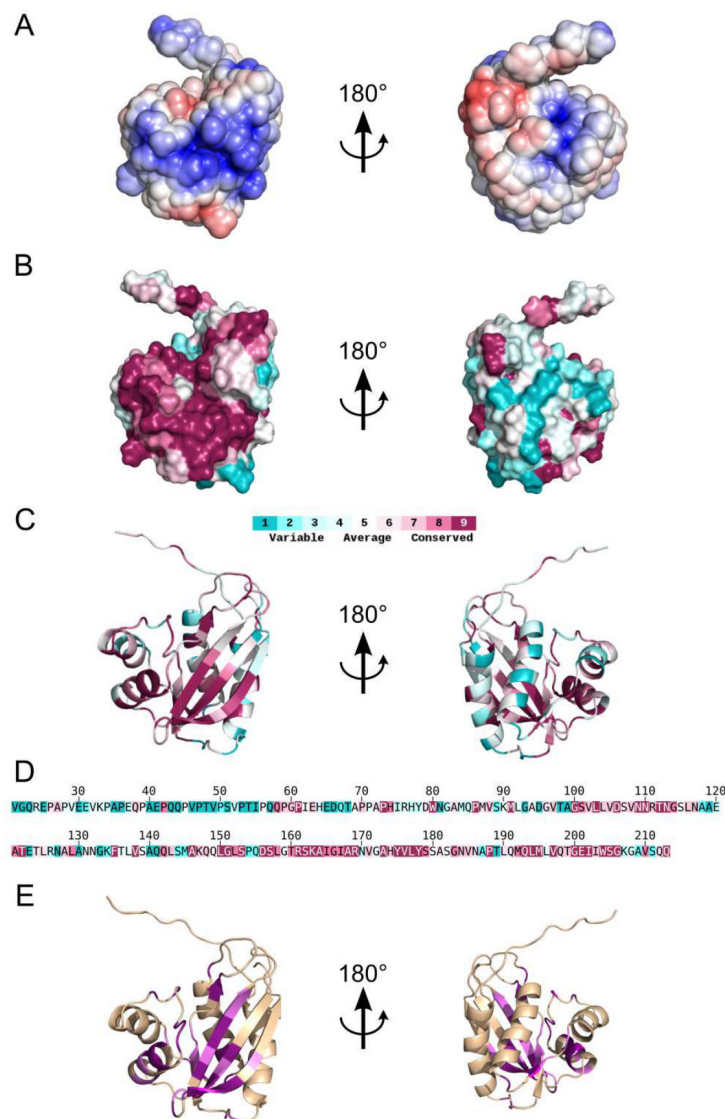 A
180°
B
180°
C
1 2 3 4 5 6 7 8 9
Variable Average Conserved
180°
D
30 40 50 60 70 80 90 100 110 120
VGQREPAPVEEVKPAPEQPAEPQQPVPTVPSVPTIPQQPGPIEHEDQTAPPAPHIRHYDWNGAMQPMVSKMLGADGVTAGSVLLVDSVNNRTNGSLNAAE
130 140 150 160 170 180 190 200 210
ATETLRNALANNGKFTLVSAQQLSMAKQQLGLSPQDSLGTRSKAIGIARNVGAHYVLYSSASGNVNAPTLQMQLMLVQTGEIIWSGKGAVSQQ
E
180°